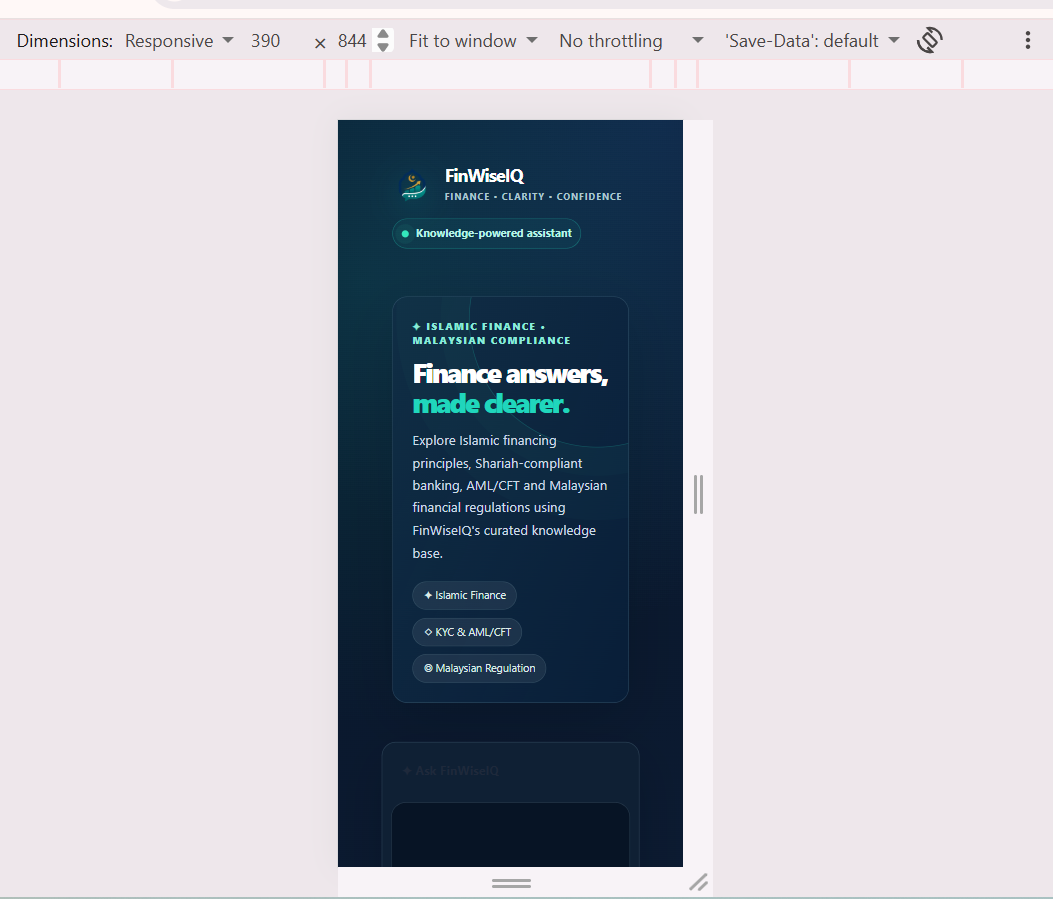 Dimensions: Responsive 390 × 844 Fit to window No throttling 'Save-Data': default
FinWiseIQ
FINANCE • CLARITY • CONFIDENCE
Knowledge-powered assistant
✦ ISLAMIC FINANCE •
MALAYSIAN COMPLIANCE
Finance answers,
made clearer.
Explore Islamic financing
principles, Shariah-compliant
banking, AML/CFT and Malaysian
financial regulations using
FinWiseIQ's curated knowledge
base.
✦ Islamic Finance
◇ KYC & AML/CFT
◎ Malaysian Regulation
✦ Ask FinWiseIQ